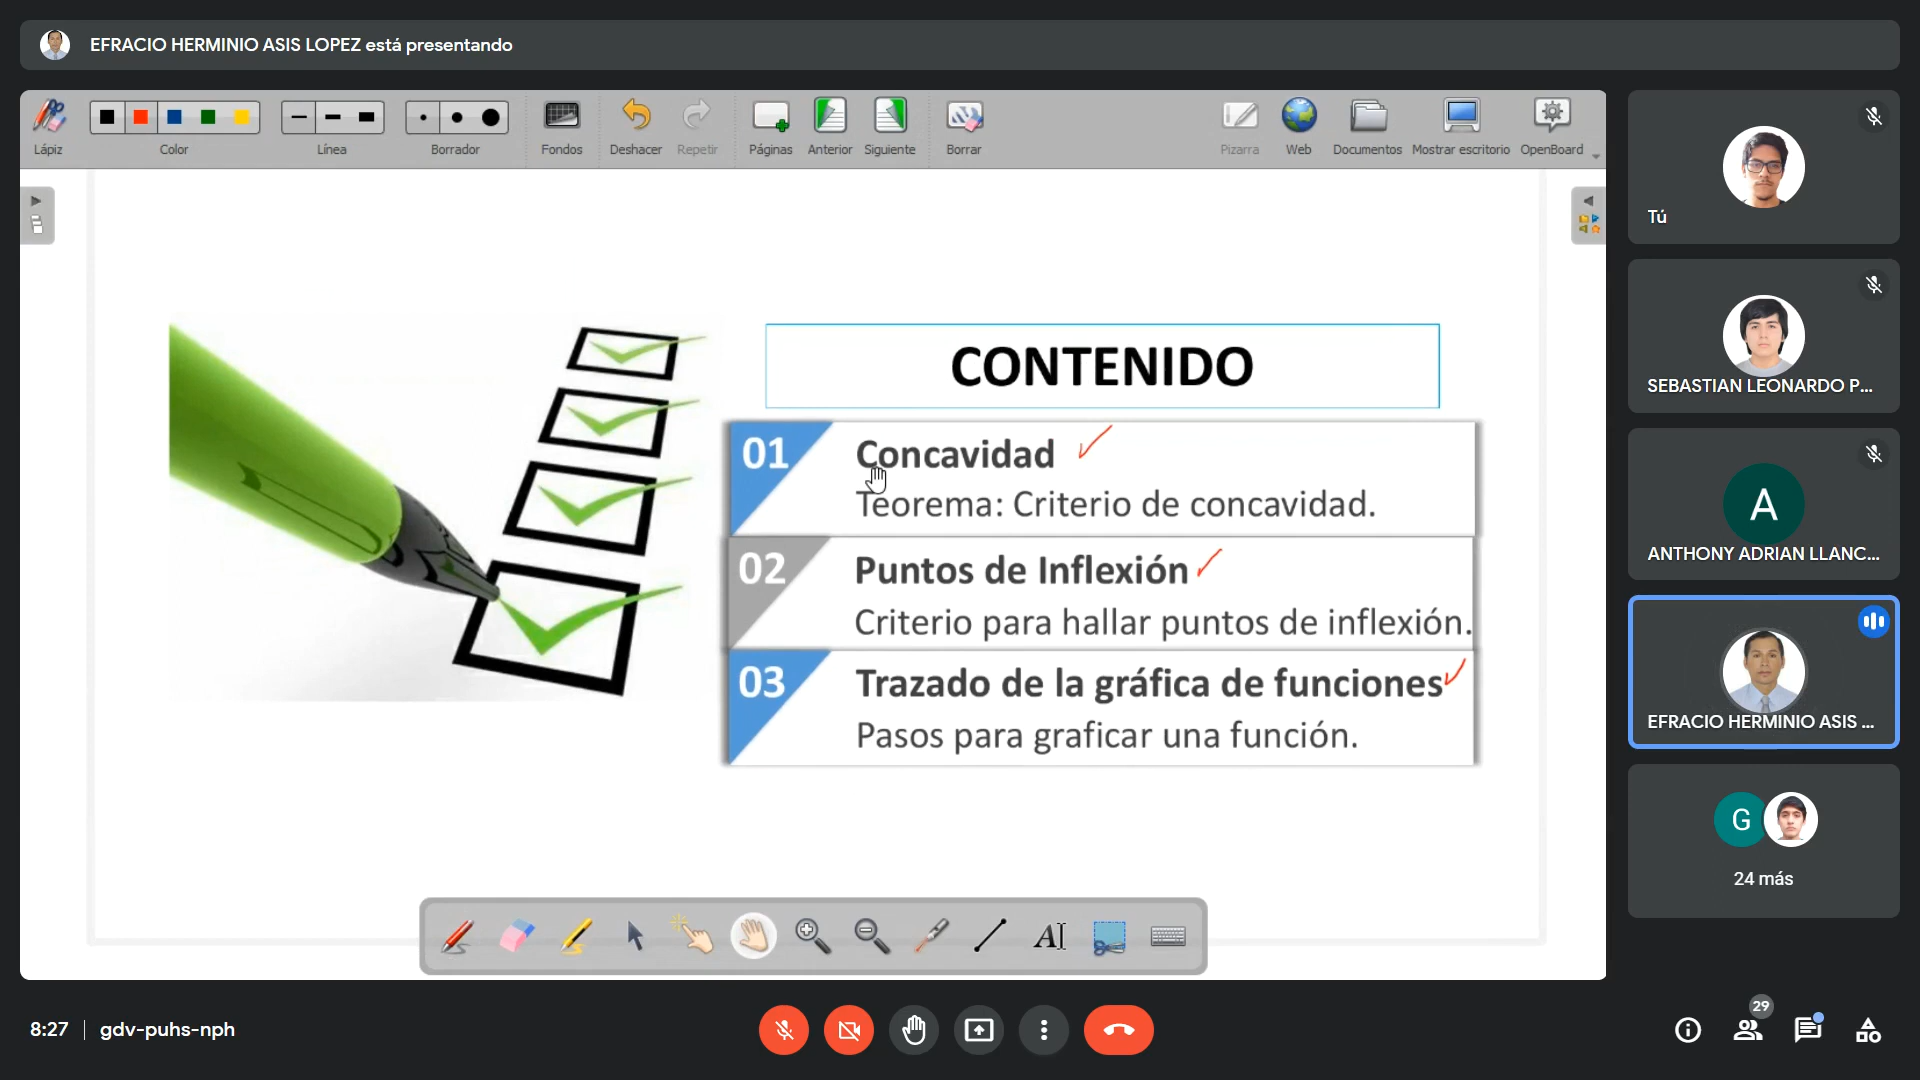 EFRACIO HERMINIO ASIS LOPEZ está presentando
Lápiz
Color
Línea
Borrador
Fondos
Deshacer
Repetir
Páginas
Anterior
Siguiente
Borrar
Pizarra
Web
Documentos
Mostrar escritorio
OpenBoard
CONTENIDO
01
Concavidad
Teorema: Criterio de concavidad.
02
Puntos de Inflexión
Criterio para hallar puntos de inflexión.
03
Trazado de la gráfica de funciones
Pasos para graficar una función.
AI
Tú
SEBASTIAN LEONARDO P...
A
ANTHONY ADRIAN LLANC...
EFRACIO HERMINIO ASIS ...
G
24 más
8:27
gdv-puhs-nph
29